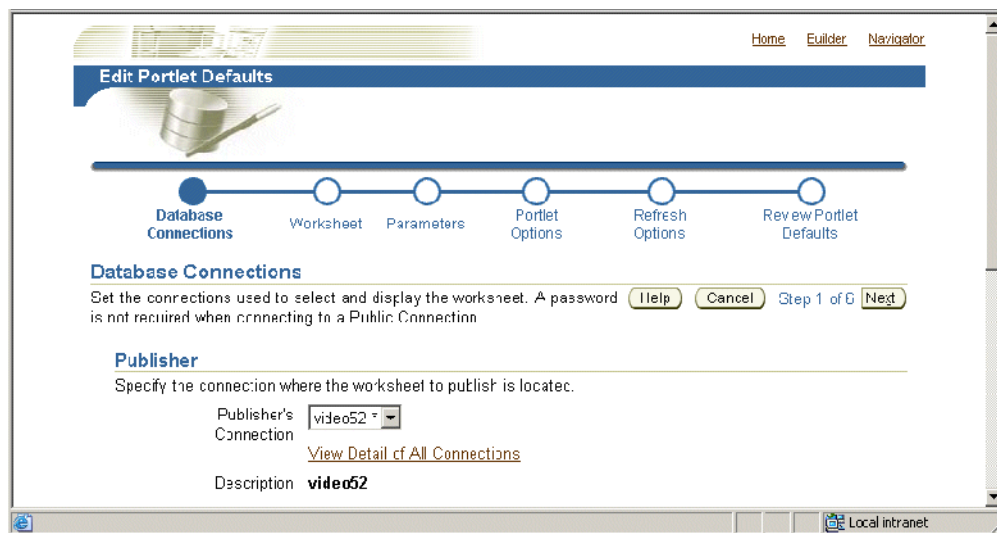 Home Euilder Navigator
Edit Portlet Defaults
Database Connections
Worksheet
Parameters
Portlet Options
Refresh Options
Review Portlet Defaults
Database Connections
Set the connections used to select and display the worksheet. A password
is not required when connecting to a Public Connection
Help Cancel Step 1 of 6 Next
Publisher
Specify the connection where the worksheet to publish is located.
Publisher's Connection video52 *
View Detail of All Connections
Description video52
Local intranet